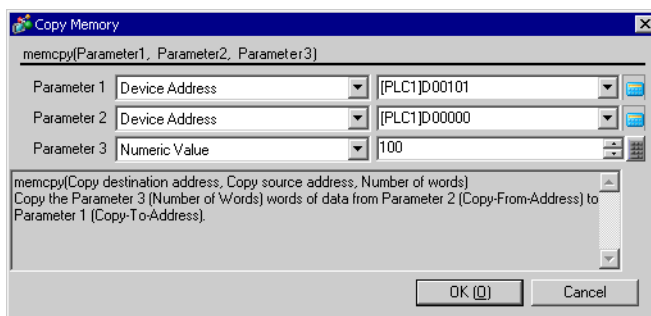 Copy Memory
memcpy(Parameter1, Parameter2, Parameter3)
Parameter 1 Device Address [PLC1]D00101
Parameter 2 Device Address [PLC1]D00000
Parameter 3 Numeric Value 100
memcpy(Copy destination address, Copy source address, Number of words)
Copy the Parameter 3 (Number of Words) words of data from Parameter 2 (Copy-From-Address) to
Parameter 1 (Copy-To-Address).
OK (O) Cancel